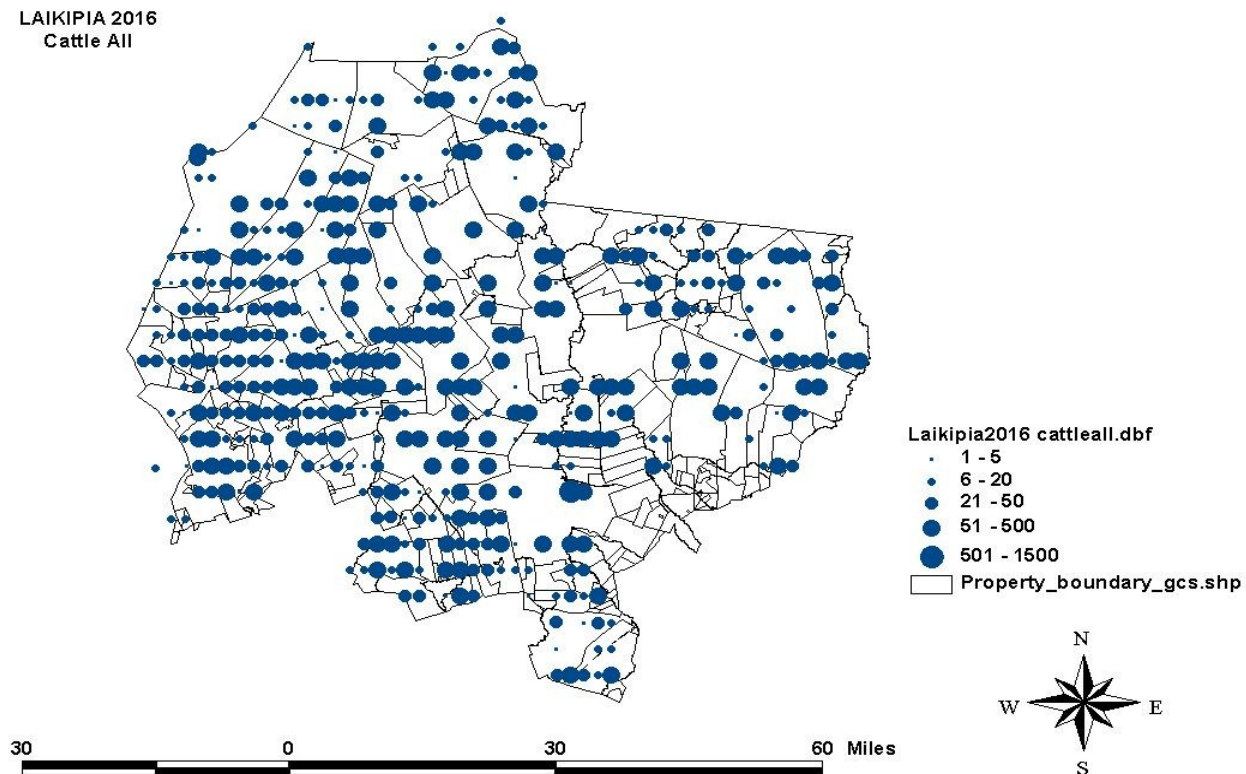 LAIKIPIA 2016
Cattle All
Laikipia2016 cattleall.dbf
1 - 5
6 - 20
21 - 50
51 - 500
501 - 1500
Property_boundary_gcs.shp
N
W E
S
30 0 30 60 Miles